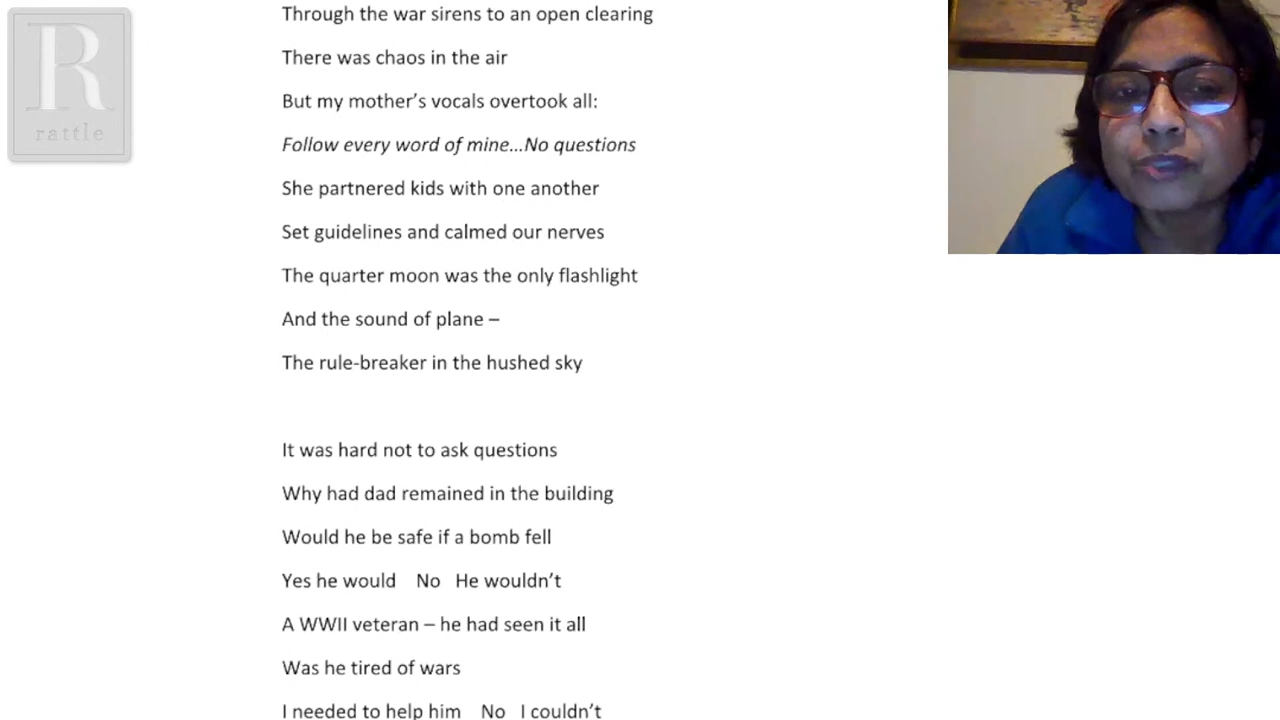 R
rattle
Through the war sirens to an open clearing
There was chaos in the air
But my mother’s vocals overtook all:
Follow every word of mine...No questions
She partnered kids with one another
Set guidelines and calmed our nerves
The quarter moon was the only flashlight
And the sound of plane –
The rule-breaker in the hushed sky
It was hard not to ask questions
Why had dad remained in the building
Would he be safe if a bomb fell
Yes he would No He wouldn’t
A WWII veteran – he had seen it all
Was he tired of wars
I needed to help him No I couldn’t